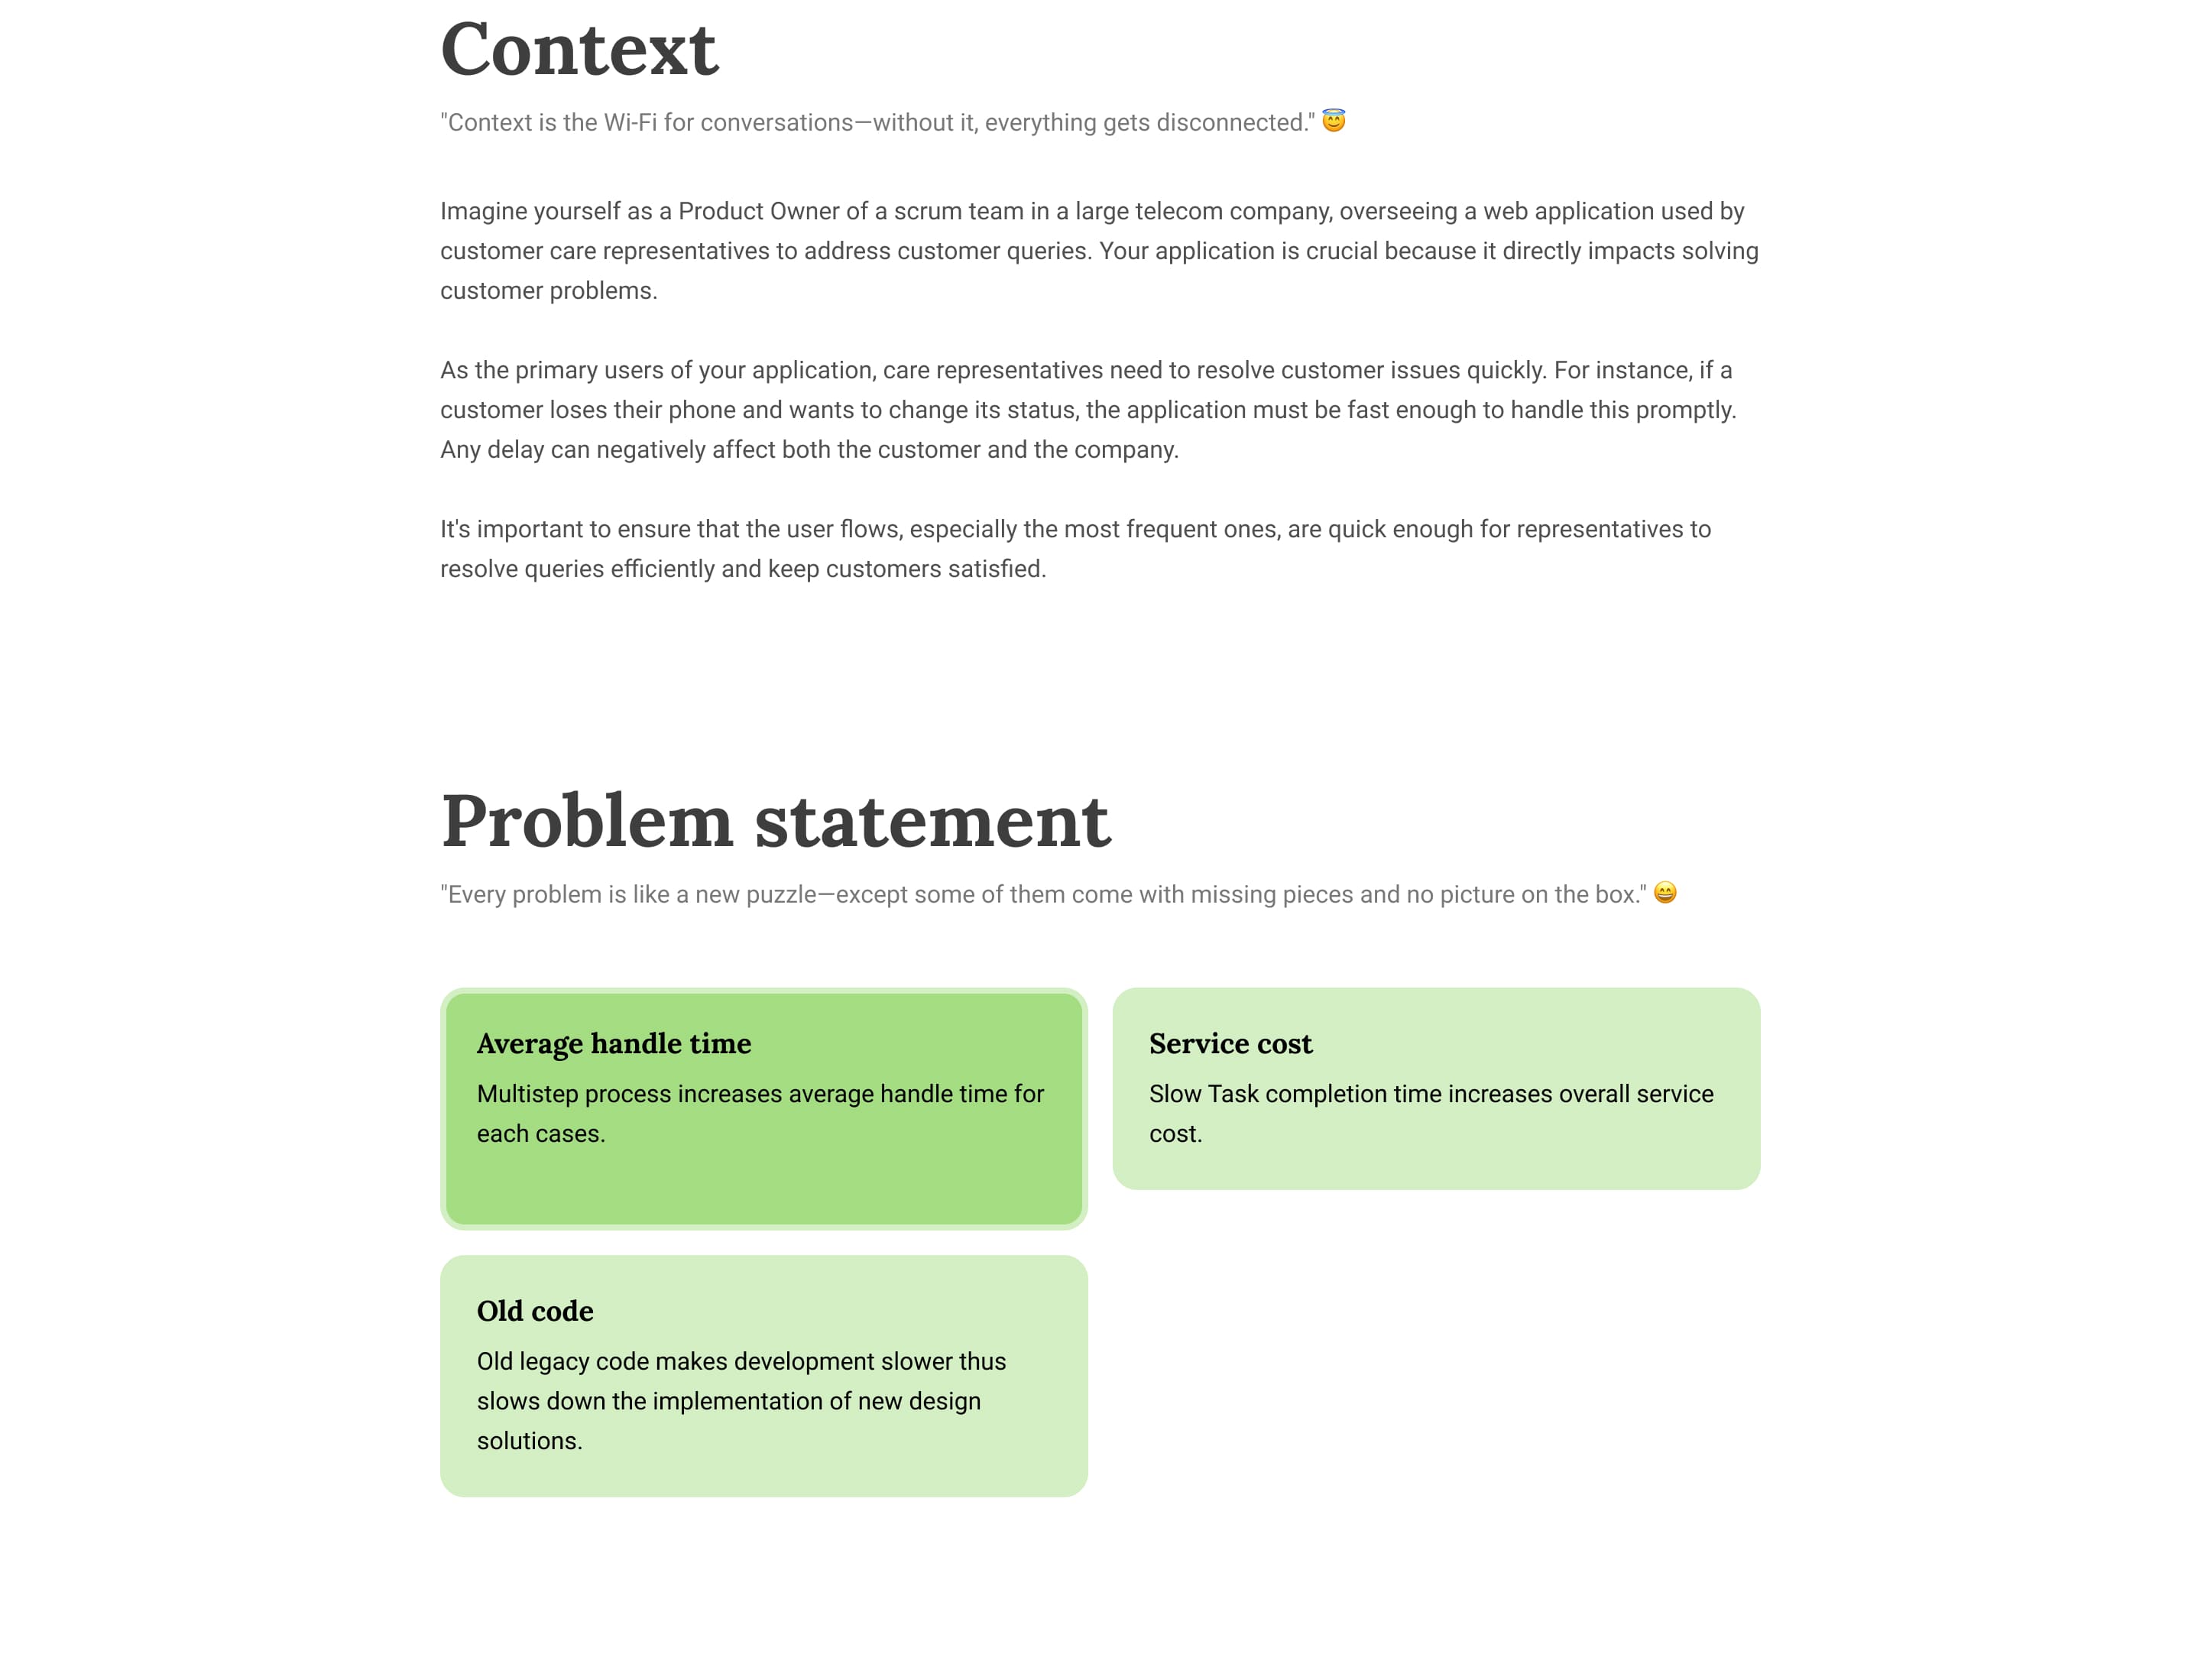 Context
"Context is the Wi-Fi for conversations—without it, everything gets disconnected." 😇
Imagine yourself as a Product Owner of a scrum team in a large telecom company, overseeing a web application used by
customer care representatives to address customer queries. Your application is crucial because it directly impacts solving
customer problems.
As the primary users of your application, care representatives need to resolve customer issues quickly. For instance, if a
customer loses their phone and wants to change its status, the application must be fast enough to handle this promptly.
Any delay can negatively affect both the customer and the company.
It's important to ensure that the user flows, especially the most frequent ones, are quick enough for representatives to
resolve queries efficiently and keep customers satisfied.
Problem statement
"Every problem is like a new puzzle—except some of them come with missing pieces and no picture on the box." 😄
Average handle time
Multistep process increases average handle time for
each cases.
Service cost
Slow Task completion time increases overall service
cost.
Old code
Old legacy code makes development slower thus
slows down the implementation of new design
solutions.